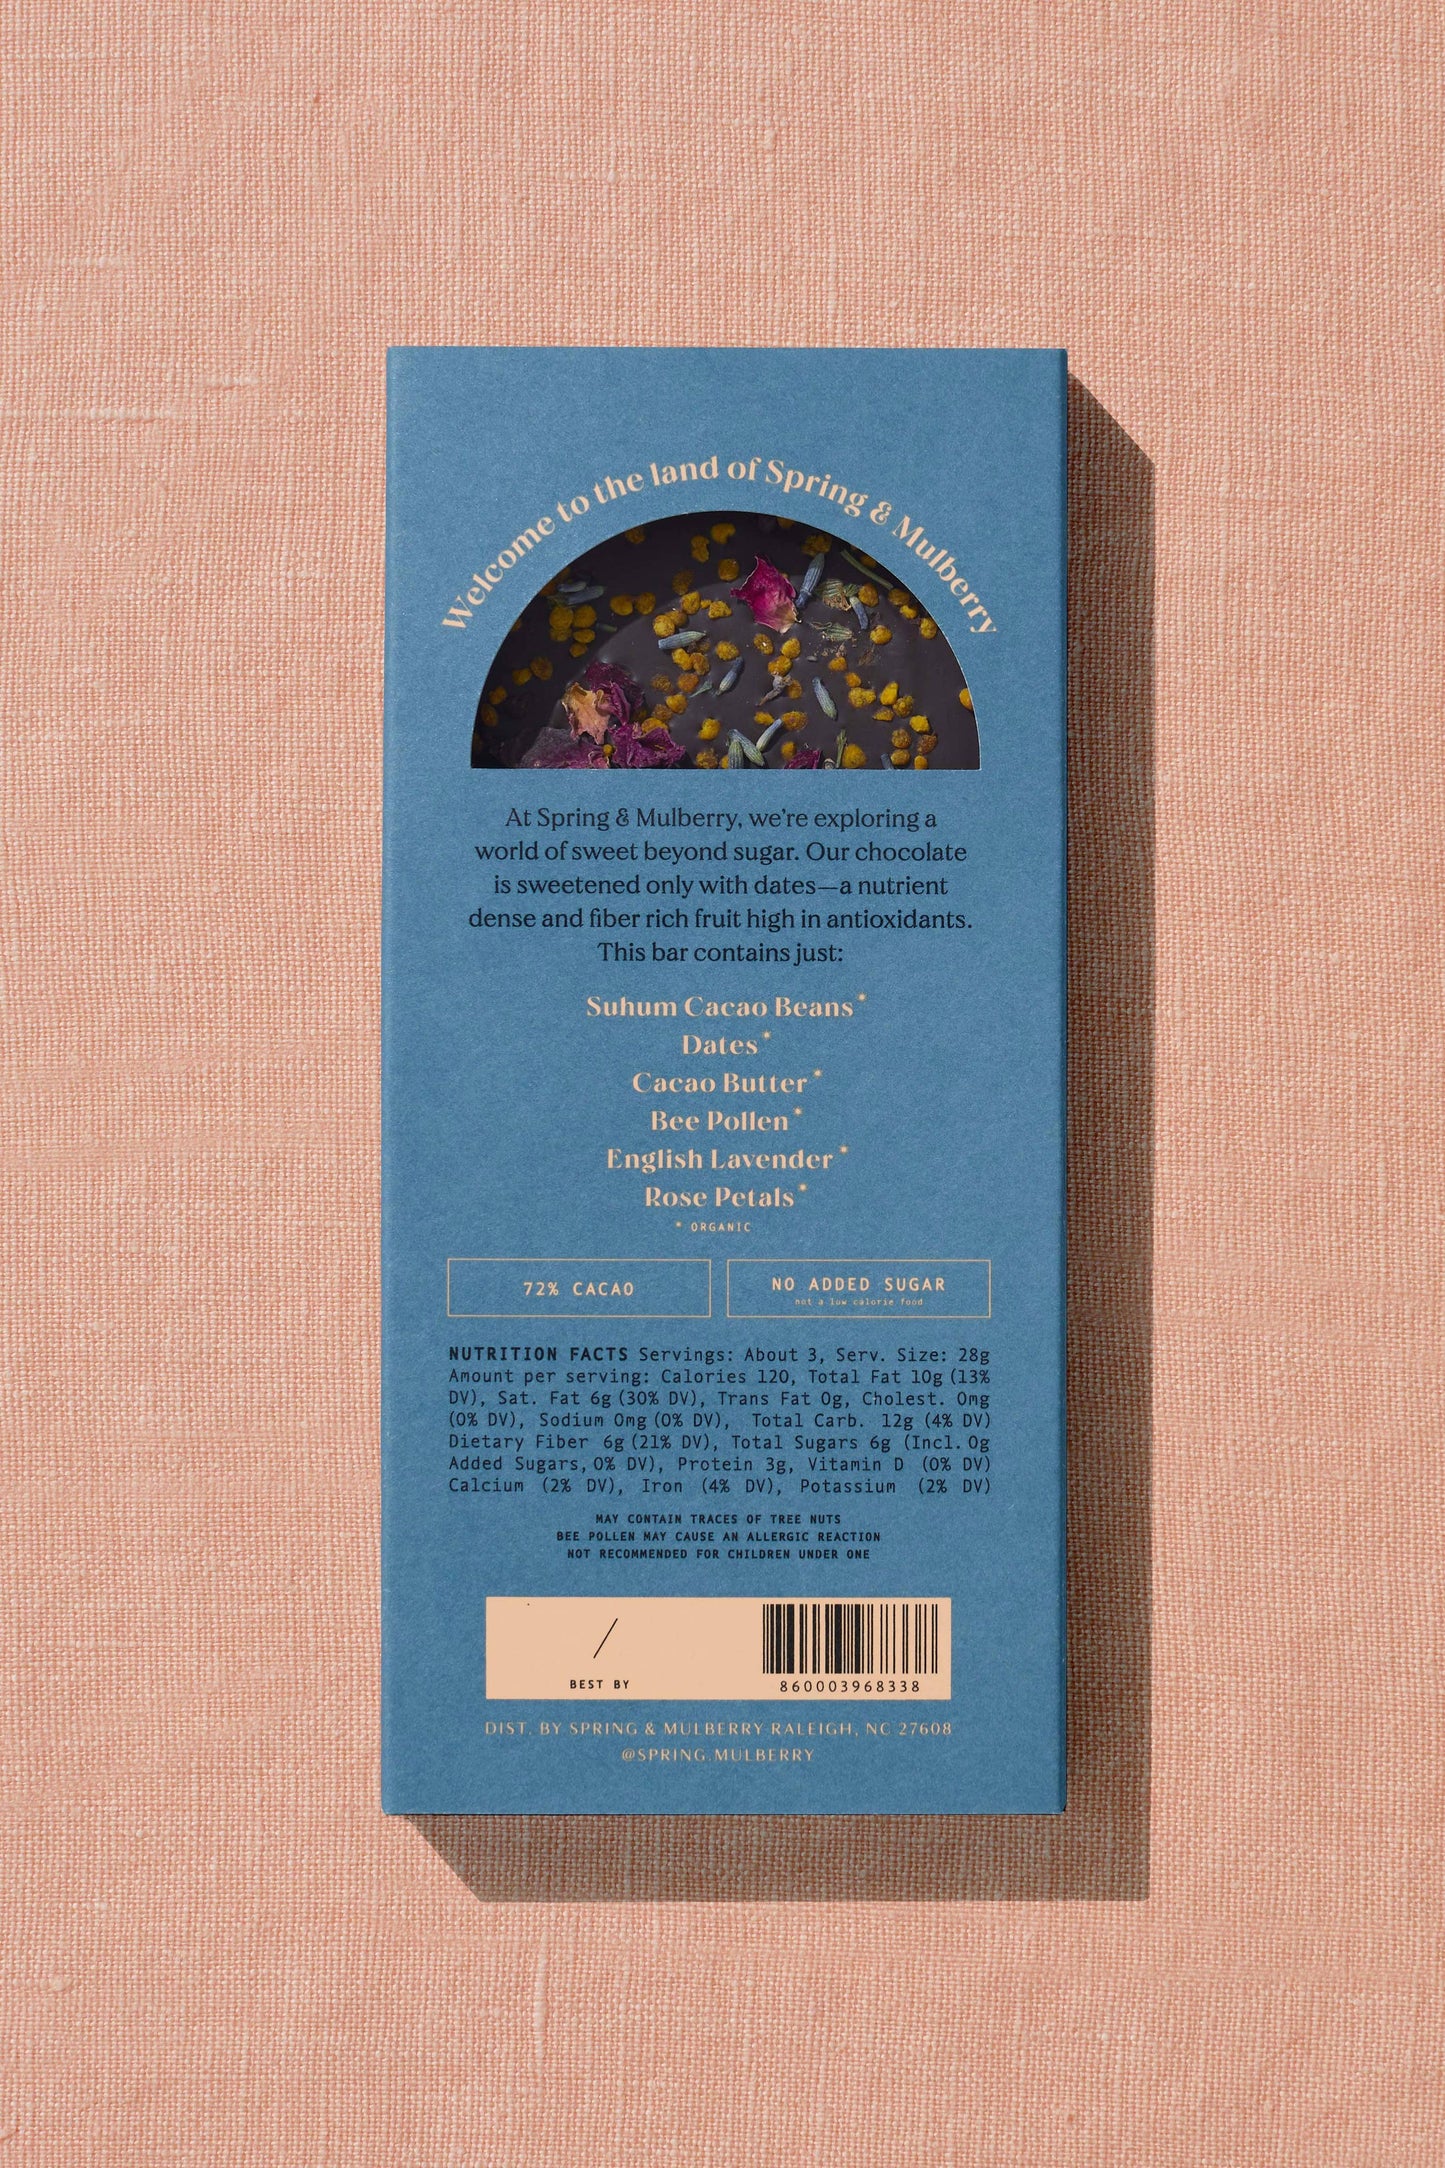 Welcome to the land of Spring & Mulberry
At Spring & Mulberry, we're exploring a
world of sweet beyond sugar. Our chocolate
is sweetened only with dates—a nutrient
dense and fiber rich fruit high in antioxidants.
This bar contains just:
Suhum Cacao Beans*
Dates*
Cacao Butter*
Bee Pollen*
English Lavender*
Rose Petals*
* ORGANIC
72% CACAO
NO ADDED SUGAR
not a low calorie food
NUTRITION FACTS Servings: About 3, Serv. Size: 28g
Amount per serving: Calories 120, Total Fat 10g (13%
DV), Sat. Fat 6g (30% DV), Trans Fat 0g, Cholest. 0mg
(0% DV), Sodium 0mg (0% DV), Total Carb. 12g (4% DV)
Dietary Fiber 6g (21% DV), Total Sugars 6g (Incl. 0g
Added Sugars, 0% DV), Protein 3g, Vitamin D (0% DV)
Calcium (2% DV), Iron (4% DV), Potassium (2% DV)
MAY CONTAIN TRACES OF TREE NUTS
BEE POLLEN MAY CAUSE AN ALLERGIC REACTION
NOT RECOMMENDED FOR CHILDREN UNDER ONE
/
BEST BY
860003968338
DIST. BY SPRING & MULBERRY RALEIGH, NC 27608
@SPRING.MULBERRY